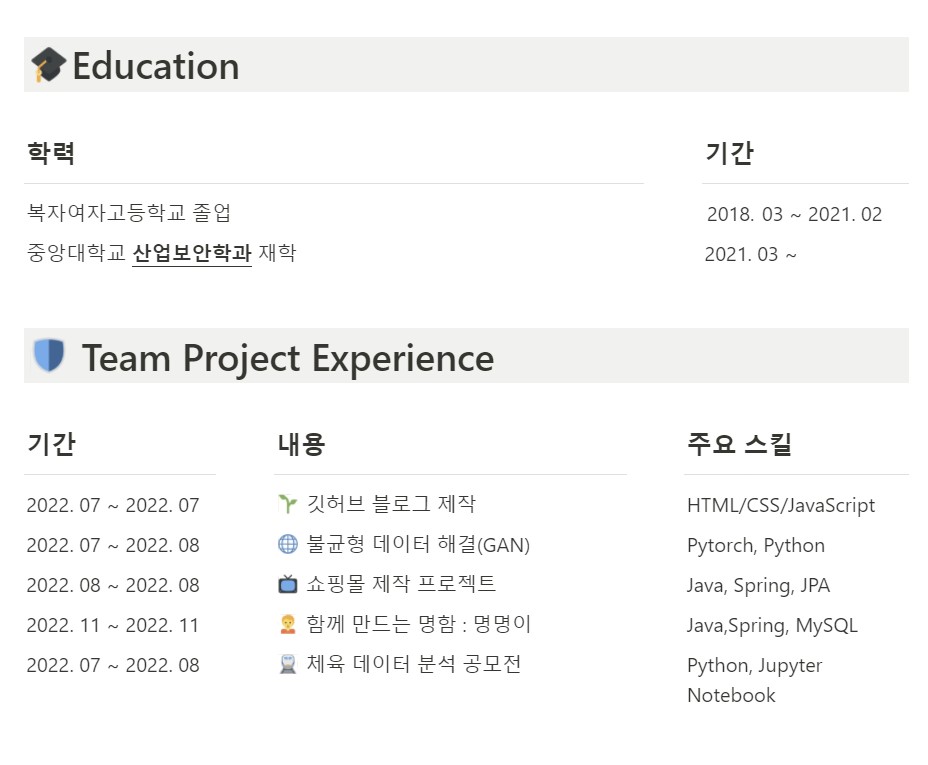 Education
학력 기간
복자여자고등학교 졸업 2018. 03 ~ 2021. 02
중앙대학교 산업보안학과 재학 2021. 03 ~
Team Project Experience
기간 내용 주요 스킬
2022. 07 ~ 2022. 07 깃허브 블로그 제작 HTML/CSS/JavaScript
2022. 07 ~ 2022. 08 불균형 데이터 해결(GAN) Pytorch, Python
2022. 08 ~ 2022. 08 쇼핑몰 제작 프로젝트 Java, Spring, JPA
2022. 11 ~ 2022. 11 함께 만드는 명함 : 명명이 Java,Spring, MySQL
2022. 07 ~ 2022. 08 체육 데이터 분석 공모전 Python, Jupyter
Notebook